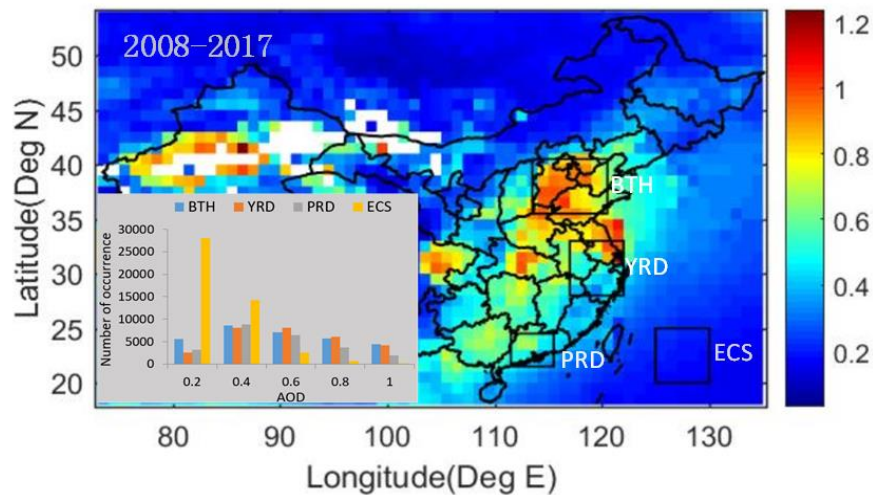 2008-2017
Latitude(Deg N)
50
45
40
35
30
25
20
80
90
100
110
120
130
Longitude(Deg E)
BTH
YRD
PRD
ECS
1.2
1
0.8
0.6
0.4
0.2
BTH YRD PRD ECS
Number of occurrence
30000
25000
20000
15000
10000
5000
0
0.2 0.4 0.6 0.8 1
AOD